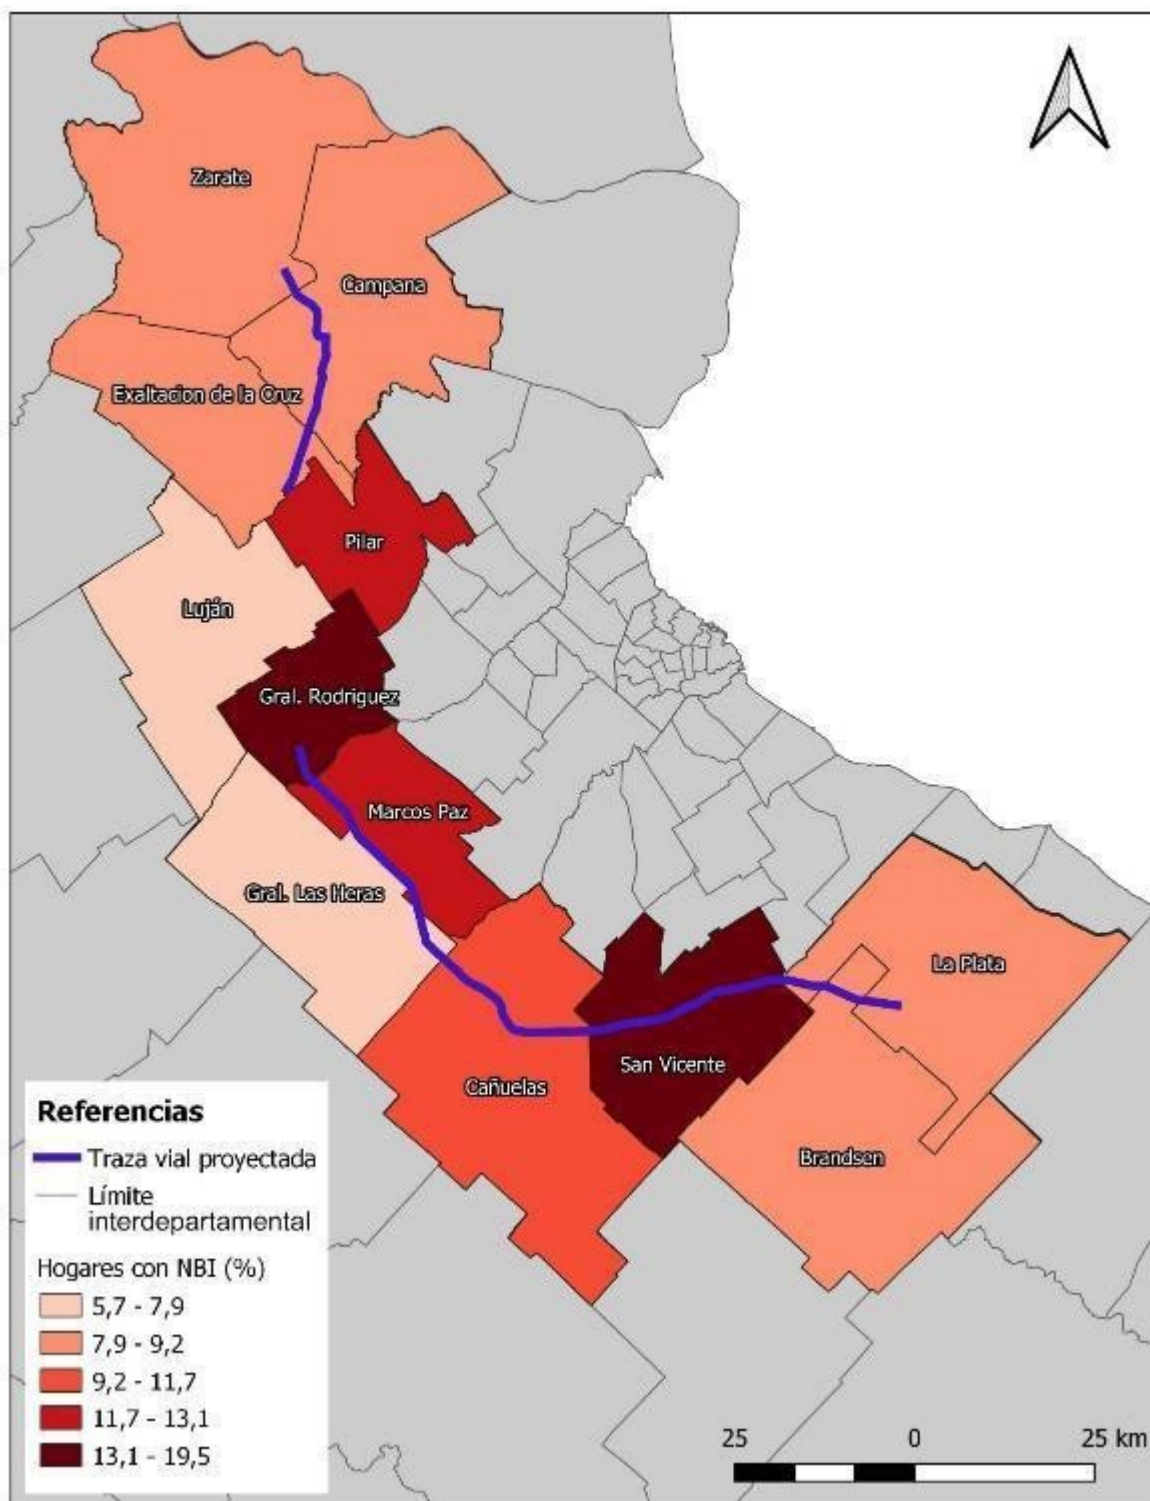 Zarate
Campana
Exaltacion de la Cruz
Pilar
Luján
Gral. Rodriguez
Marcos Paz
Gral. Las Heras
La Plata
San Vicente
Cañuelas
Brandsen
Referencias
Traza vial proyectada
Límite
interdepartamental
Hogares con NBI (%)
5,7 - 7,9
7,9 - 9,2
9,2 - 11,7
11,7 - 13,1
13,1 - 19,5
25 0 25 km